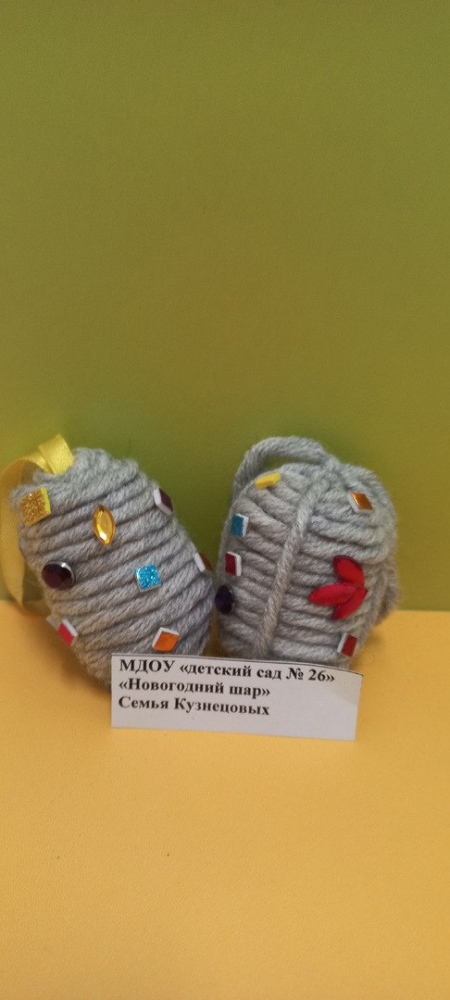 МДОУ «детский сад № 26»
«Новогодний шар»
Семья Кузнецовых